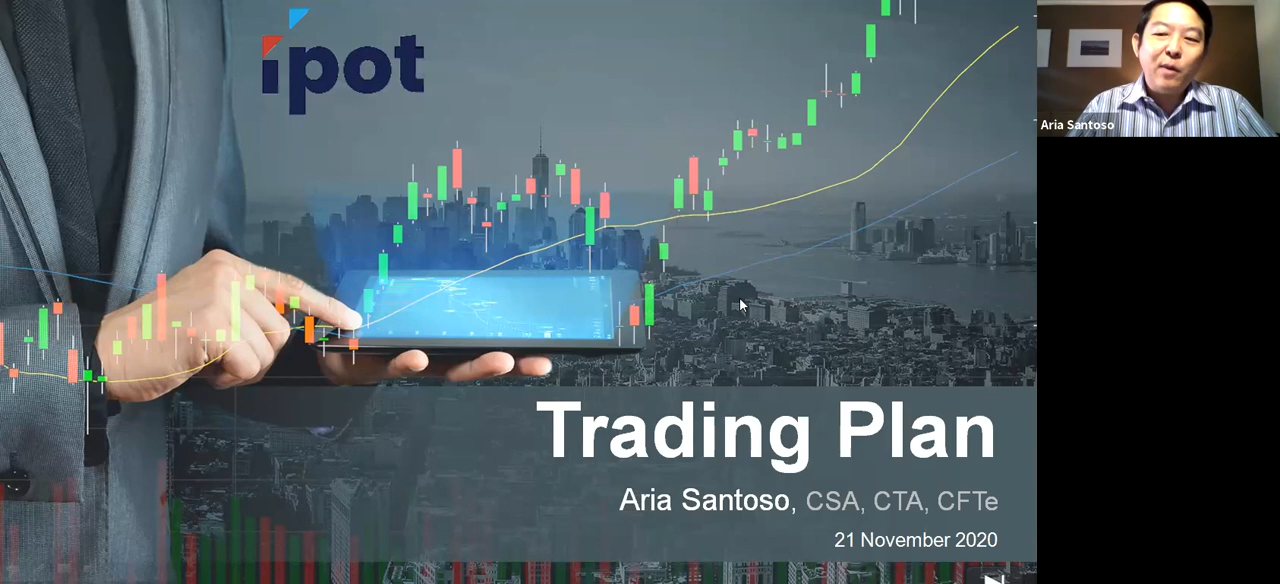 ipot
Aria Santoso
Trading Plan
Aria Santoso, CSA, CTA, CFTe
21 November 2020